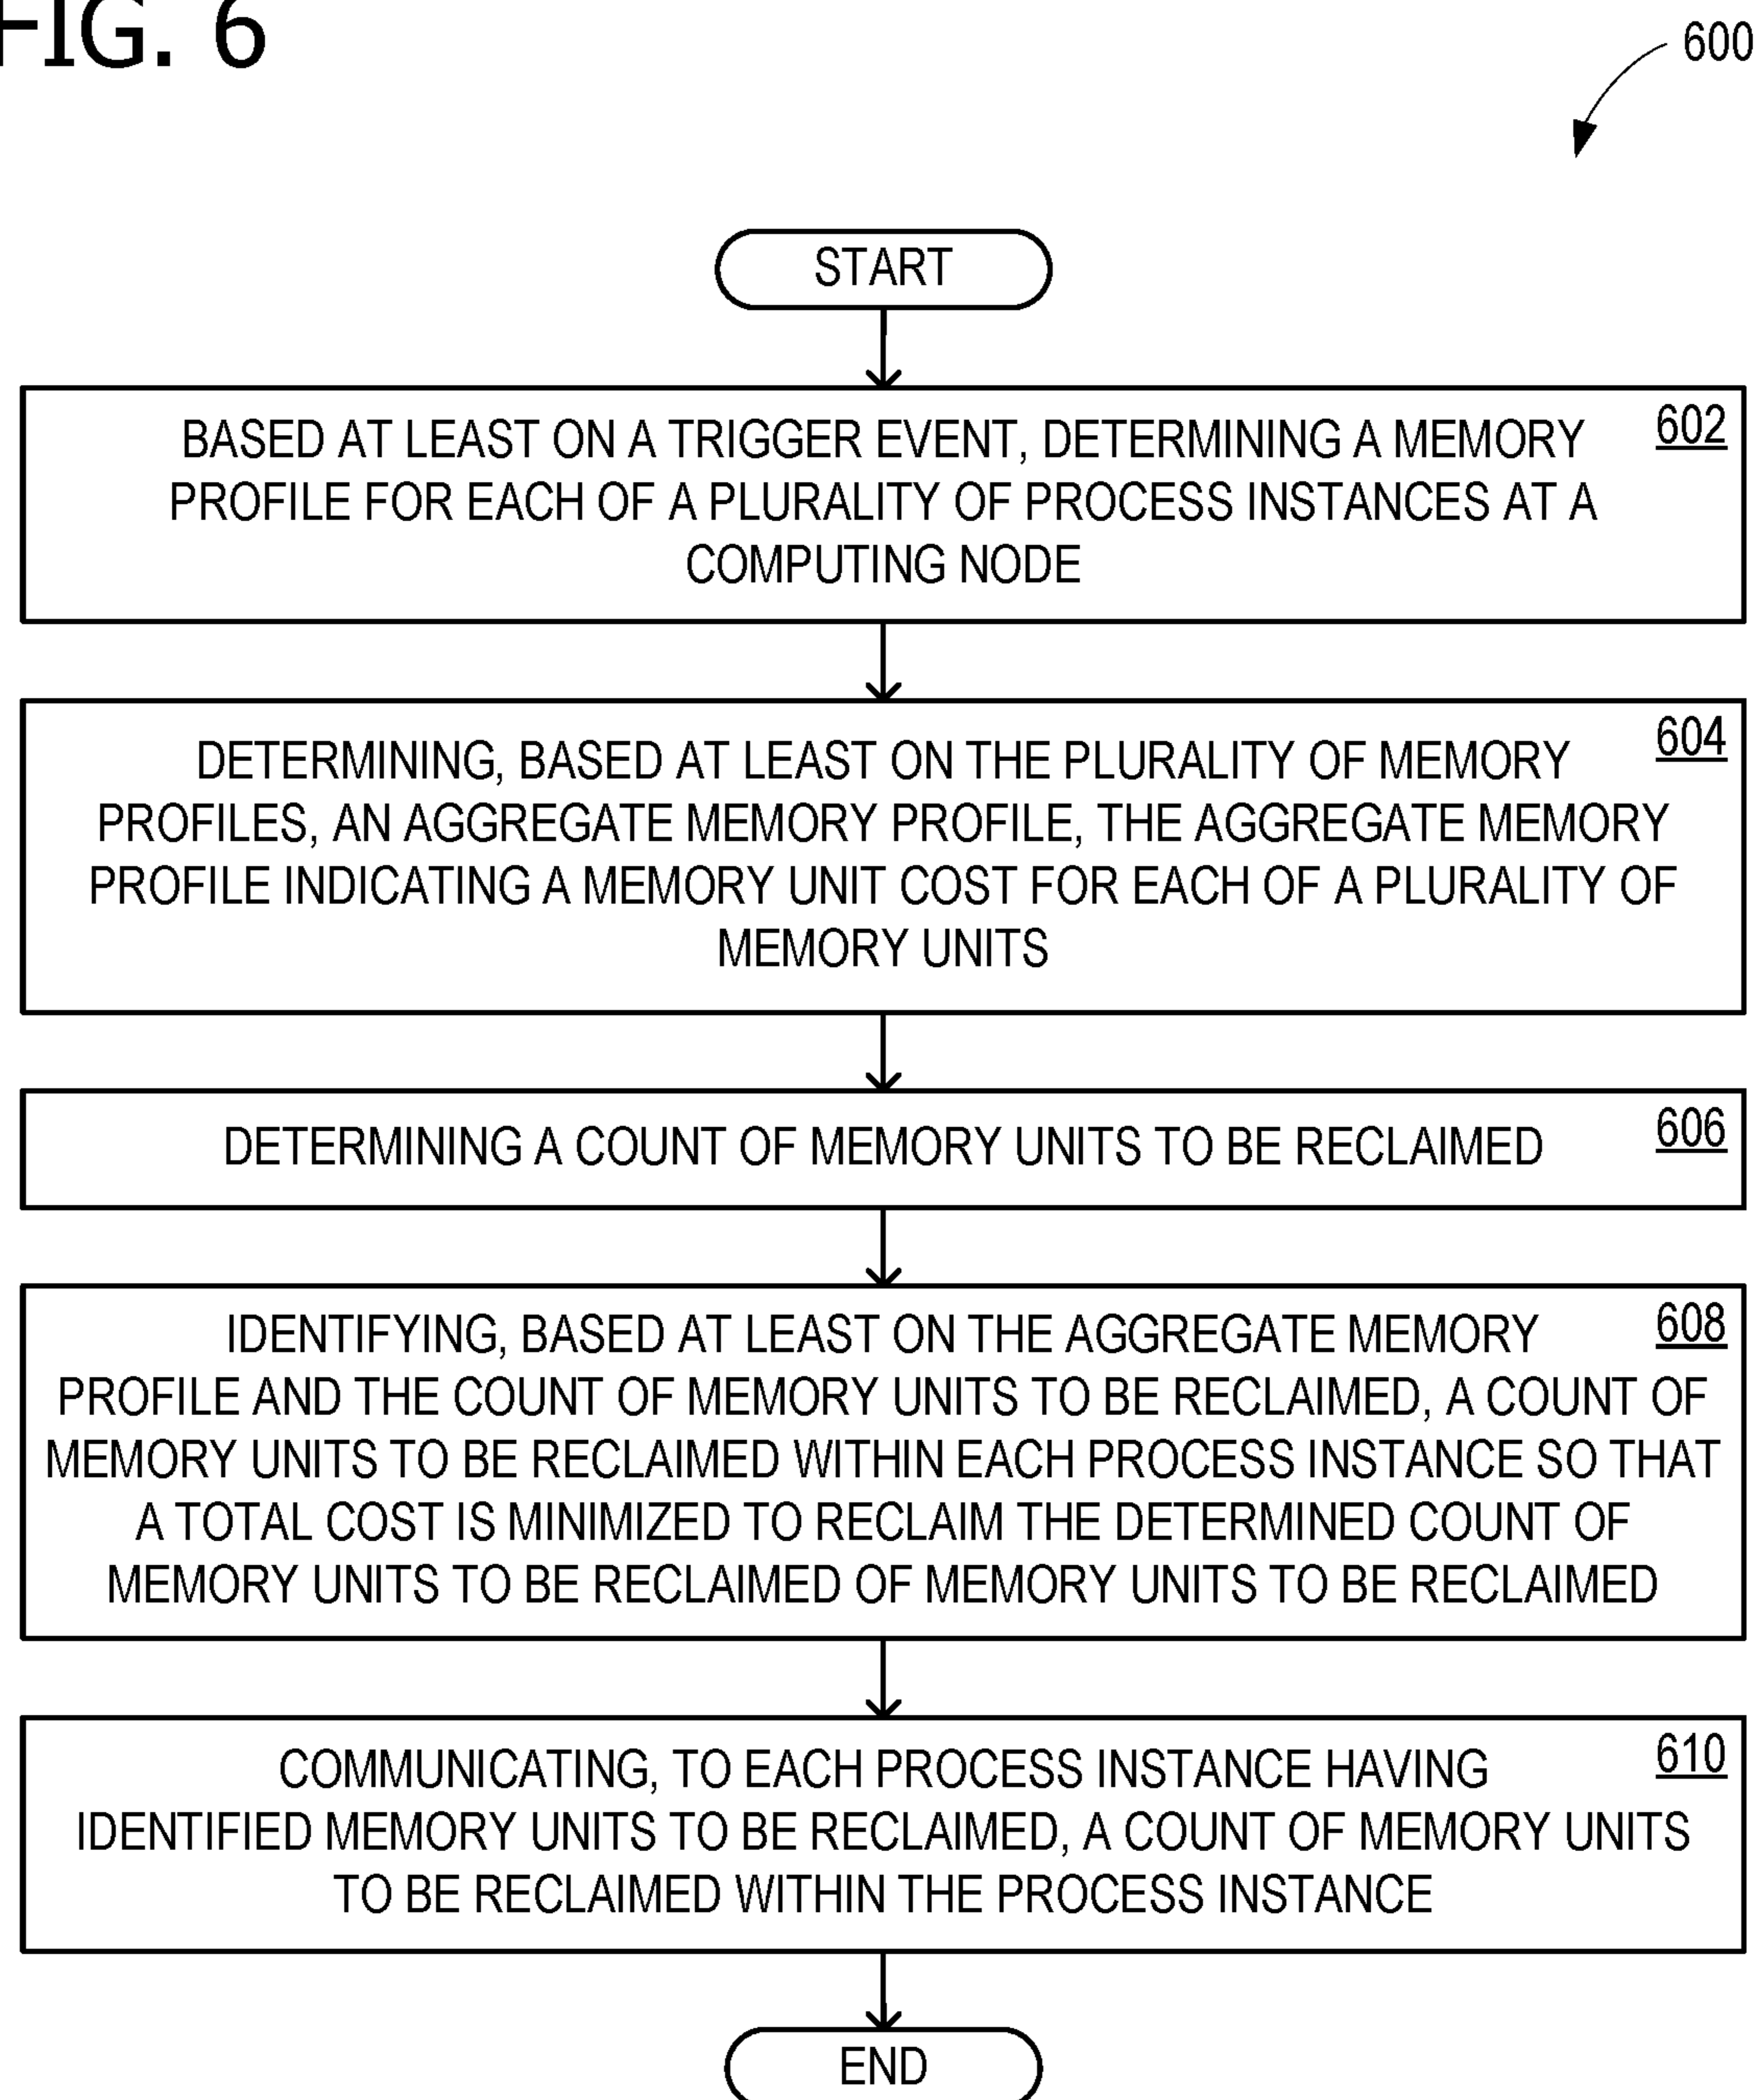 FIG. 6
600
START
602
BASED AT LEAST ON A TRIGGER EVENT, DETERMINING A MEMORY
PROFILE FOR EACH OF A PLURALITY OF PROCESS INSTANCES AT A
COMPUTING NODE
604
DETERMINING, BASED AT LEAST ON THE PLURALITY OF MEMORY
PROFILES, AN AGGREGATE MEMORY PROFILE, THE AGGREGATE MEMORY
PROFILE INDICATING A MEMORY UNIT COST FOR EACH OF A PLURALITY OF
MEMORY UNITS
606
DETERMINING A COUNT OF MEMORY UNITS TO BE RECLAIMED
608
IDENTIFYING, BASED AT LEAST ON THE AGGREGATE MEMORY
PROFILE AND THE COUNT OF MEMORY UNITS TO BE RECLAIMED, A COUNT OF
MEMORY UNITS TO BE RECLAIMED WITHIN EACH PROCESS INSTANCE SO THAT
A TOTAL COST IS MINIMIZED TO RECLAIM THE DETERMINED COUNT OF
MEMORY UNITS TO BE RECLAIMED OF MEMORY UNITS TO BE RECLAIMED
610
COMMUNICATING, TO EACH PROCESS INSTANCE HAVING
IDENTIFIED MEMORY UNITS TO BE RECLAIMED, A COUNT OF MEMORY UNITS
TO BE RECLAIMED WITHIN THE PROCESS INSTANCE
END